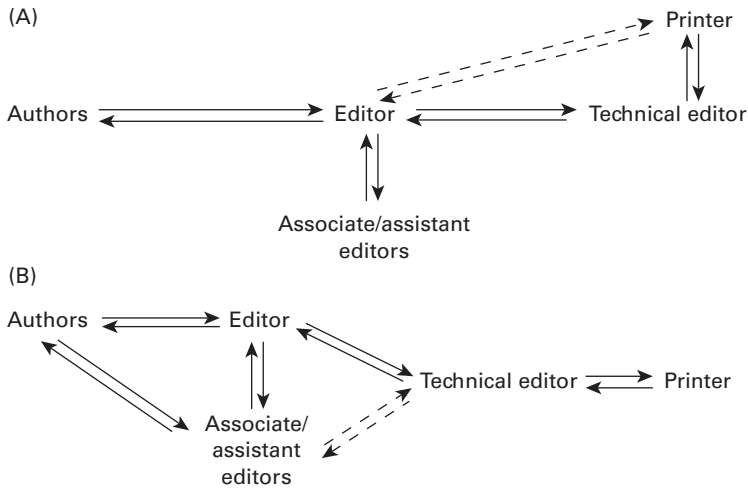 (A)
Printer
Authors
Editor
Technical editor
Associate/assistant
editors
(B)
Authors
Editor
Technical editor
Printer
Associate/
assistant
editors